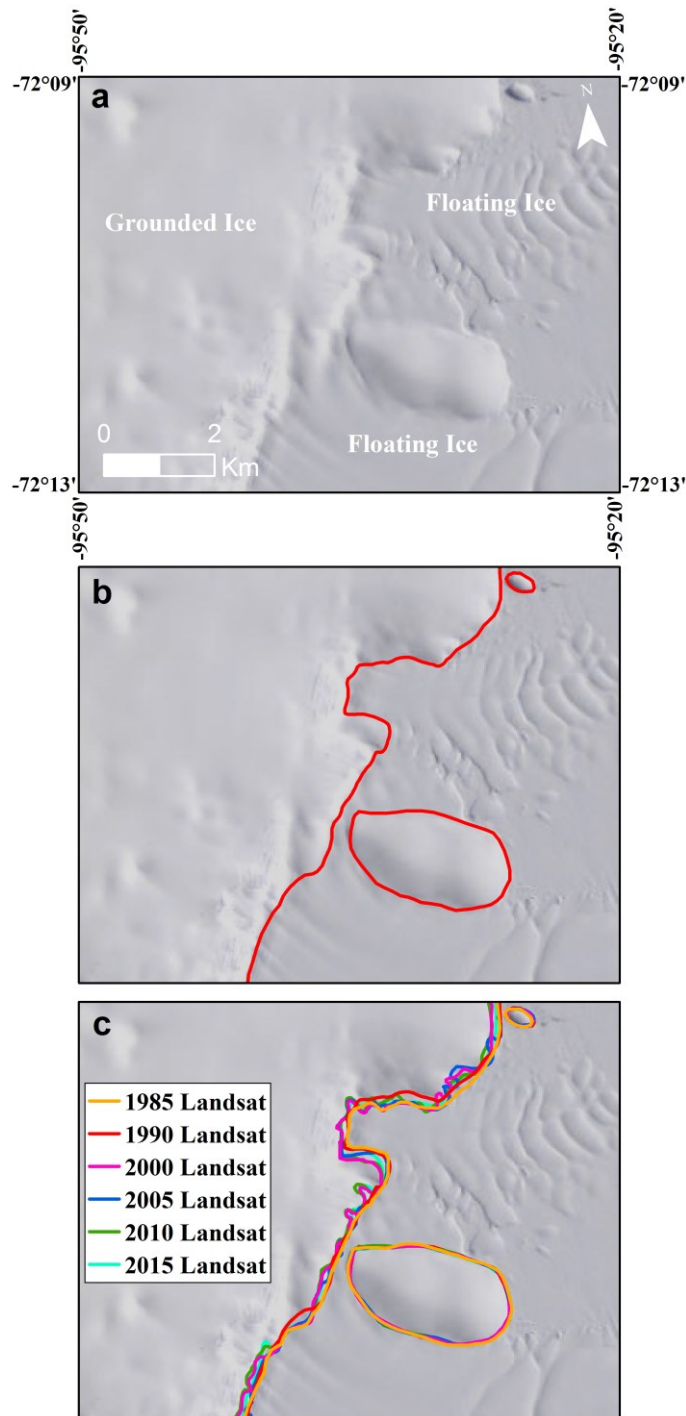 -95°50'
-95°20'
-72°09'
-72°09'
a
N
Floating Ice
Grounded Ice
Floating Ice
0 2
Km
-72°13'
-72°13'
-95°50'
-95°20'
b
c
1985 Landsat
1990 Landsat
2000 Landsat
2005 Landsat
2010 Landsat
2015 Landsat